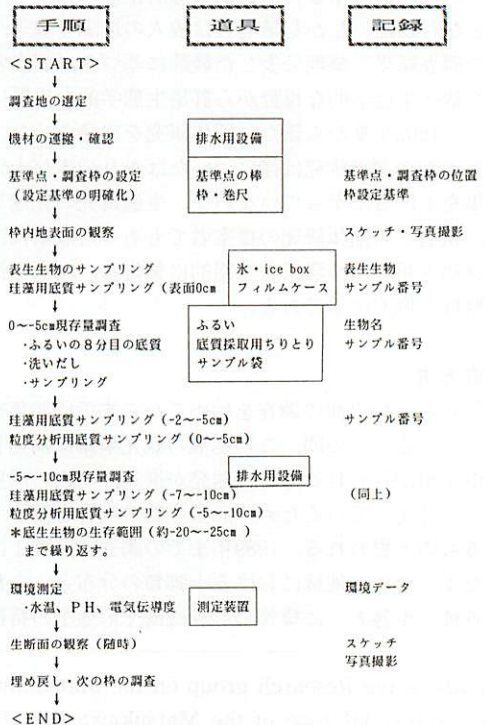 手順 道具 記録
<START>
↓
調査地の選定
↓
機材の運搬・確認 排水用設備
↓
基準点・調査枠の設定 基準点の棒 基準点・調査枠の位置
(設定基準の明確化) 枠・巻尺 枠設定基準
↓
枠内地表面の観察 スケッチ・写真撮影
↓
表生生物のサンプリング 氷・ice box 表生生物
珪藻用底質サンプリング(表面0cm フィルムケース サンプル番号
↓
0〜-5cm現存量調査 ふるい 生物名
・ふるいの8分目の底質 底質採取用ちりとり サンプル番号
・洗いだし サンプル袋
・サンプリング
↓
珪藻用底質サンプリング(-2〜-5cm) サンプル番号
粒度分析用底質サンプリング(0〜-5cm)
↓
-5〜-10cm現存量調査 排水用設備
珪藻用底質サンプリング(-7〜-10cm) (同上)
粒度分析用底質サンプリング(-5〜-10cm)
*底生生物の生存範囲(約-20〜-25cm)
まで繰り返す。
↓
環境測定 環境データ
・水温、PH、電気伝導度 測定装置
↓
生断面の観察(随時) スケッチ
写真撮影
↓
埋め戻し・次の枠の調査
↓
<END>